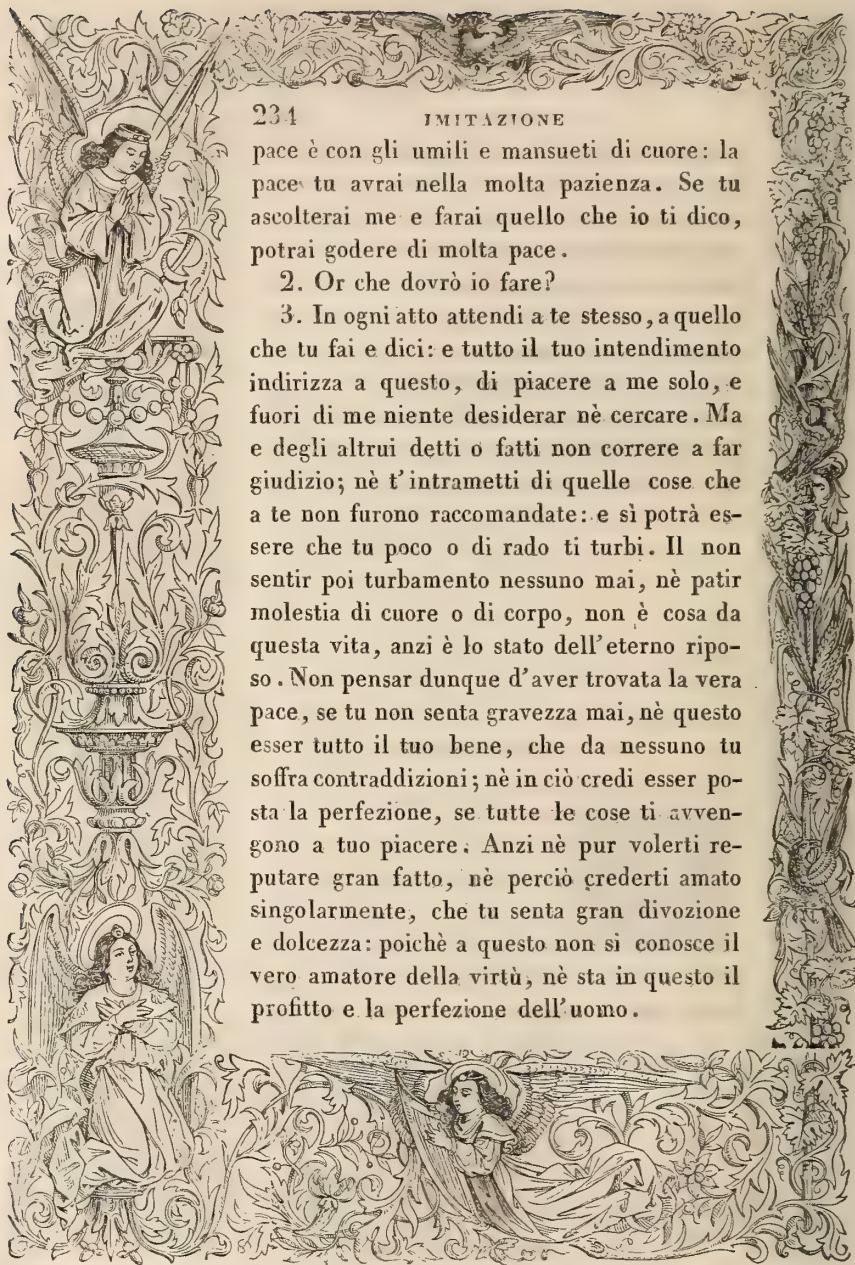 234 IMITAZIONE
pace è con gli umili e mansueti di cuore: la
pace tu avrai nella molta pazienza. Se tu
ascolterai me e farai quello che io ti dico,
potrai godere di molta pace.
2. Or che dovrò io fare?
3. In ogni atto attendi a te stesso, a quello
che tu fai e dici: e tutto il tuo intendimento
indirizza a questo, di piacere a me solo, e
fuori di me niente desiderar nè cercare. Ma
e degli altrui detti o fatti non correre a far
giudizio; nè t'intrametti di quelle cose che
a te non furono raccomandate: e sì potrà es-
sere che tu poco o di rado ti turbi. Il non
sentir poi turbamento nessuno mai, nè patir
molestia di cuore o di corpo, non è cosa da
questa vita, anzi è lo stato dell'eterno ripo-
so. Non pensar dunque d'aver trovata la vera
pace, se tu non senta gravezza mai, nè questo
esser tutto il tuo bene, che da nessuno tu
soffra contraddizioni; nè in ciò credi esser po-
sta la perfezione, se tutte le cose ti avven-
gono a tuo piacere. Anzi nè pur volerti re-
putare gran fatto, nè perciò crederti amato
singolarmente, che tu senta gran divozione
e dolcezza: poichè a questo non si conosce il
vero amatore della virtù, nè sta in questo il
profitto e la perfezione dell'uomo.